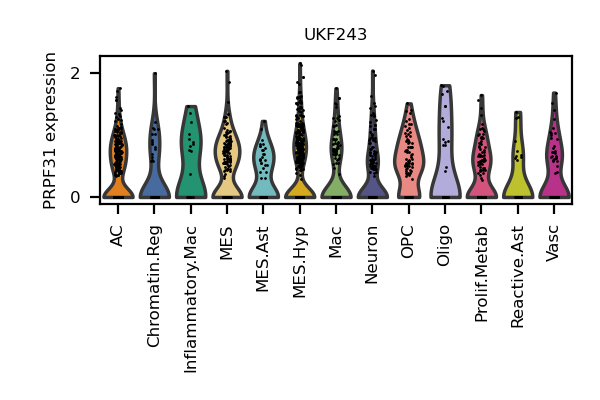 UKF243
PRPF31 expression
2
0
AC
Chromatin.Reg
Inflammatory.Mac
MES
MES.Ast
MES.Hyp
Mac
Neuron
OPC
Oligo
Prolif.Metab
Reactive.Ast
Vasc